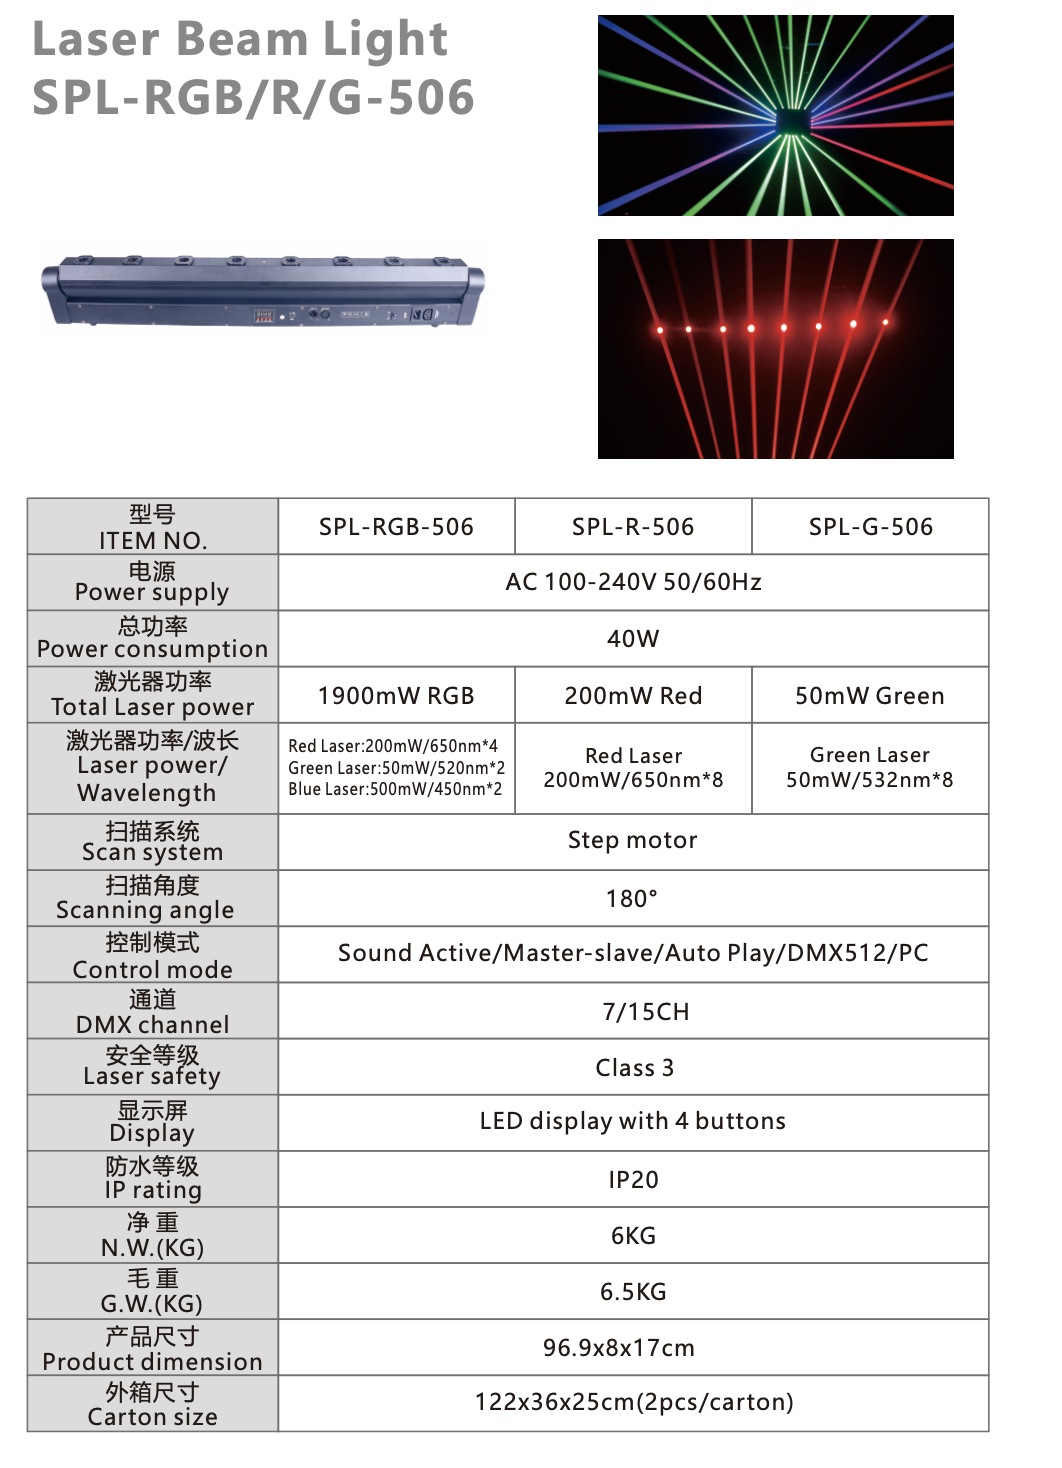 Laser Beam Light
SPL-RGB/R/G-506
型号
ITEM NO.
SPL-RGB-506
SPL-R-506
SPL-G-506
电源
Power supply
AC 100-240V 50/60Hz
总功率
Power consumption
40W
激光器功率
Total Laser power
1900mW RGB
200mW Red
50mW Green
激光器功率/波长
Laser power/
Wavelength
Red Laser:200mW/650nm*4
Green Laser:50mW/520nm*2
Blue Laser:500mW/450nm*2
Red Laser
200mW/650nm*8
Green Laser
50mW/532nm*8
扫描系统
Scan system
Step motor
扫描角度
Scanning angle
180°
控制模式
Control mode
Sound Active/Master-slave/Auto Play/DMX512/PC
通道
DMX channel
7/15CH
安全等级
Laser safety
Class 3
显示屏
Display
LED display with 4 buttons
防水等级
IP rating
IP20
净 重
N.W.(KG)
6KG
毛 重
G.W.(KG)
6.5KG
产品尺寸
Product dimension
96.9x8x17cm
外箱尺寸
Carton size
122x36x25cm(2pcs/carton)